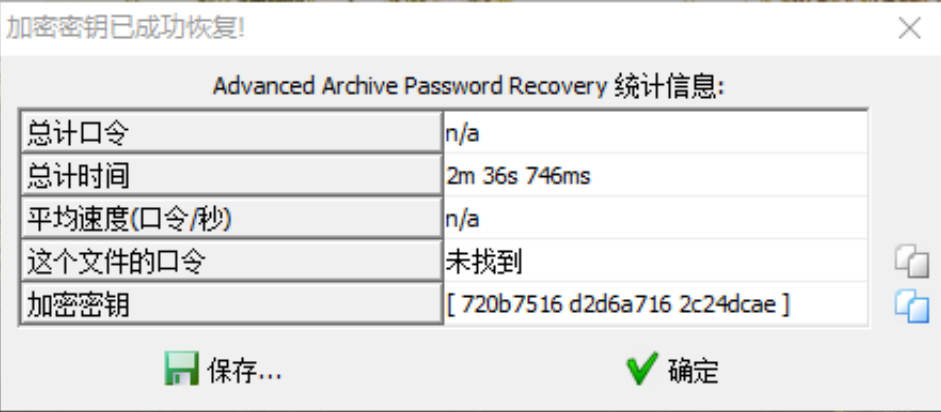 加密密钥已成功恢复!
Advanced Archive Password Recovery 统计信息:
总计口令 n/a
总计时间 2m 36s 746ms
平均速度(口令/秒) n/a
这个文件的口令 未找到
加密密钥 [ 720b7516 d2d6a716 2c24dcae ]
保存... 确定